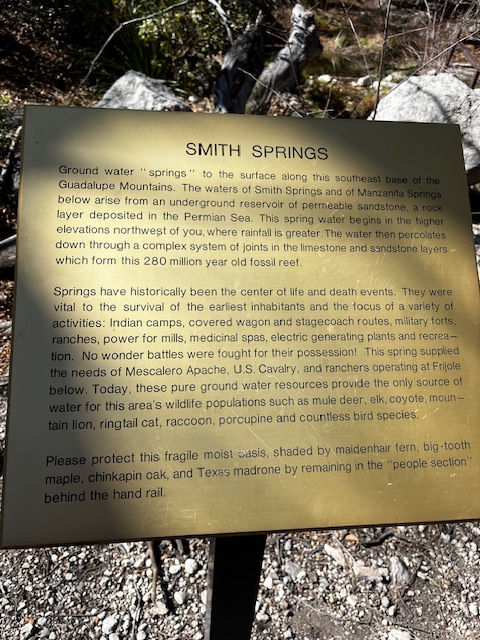 SMITH SPRINGS
Ground water "springs" to the surface along this southeast base of the
Guadalupe Mountains. The waters of Smith Springs and of Manzanita Springs
below arise from an underground reservoir of permeable sandstone, a rock
layer deposited in the Permian Sea. This spring water begins in the higher
elevations northwest of you, where rainfall is greater. The water then percolates
down through a complex system of joints in the limestone and sandstone layers
which form this 280 million year old fossil reef.
Springs have historically been the center of life and death events. They were
vital to the survival of the earliest inhabitants and the focus of a variety of
activities: Indian camps, covered wagon and stagecoach routes, military forts,
ranches, power for mills, medicinal spas, electric generating plants and recrea-
tion. No wonder battles were fought for their possession! This spring supplied
the needs of Mescalero Apache, U.S. Cavalry, and ranchers operating at Frijole
below. Today, these pure ground water resources provide the only source of
water for this area's wildlife populations such as mule deer, elk, coyote, moun-
tain lion, ringtail cat, raccoon, porcupine and countless bird species.
Please protect this fragile moist oasis, shaded by maidenhair fern, big-tooth
maple, chinkapin oak, and Texas madrone by remaining in the "people section"
behind the hand rail.